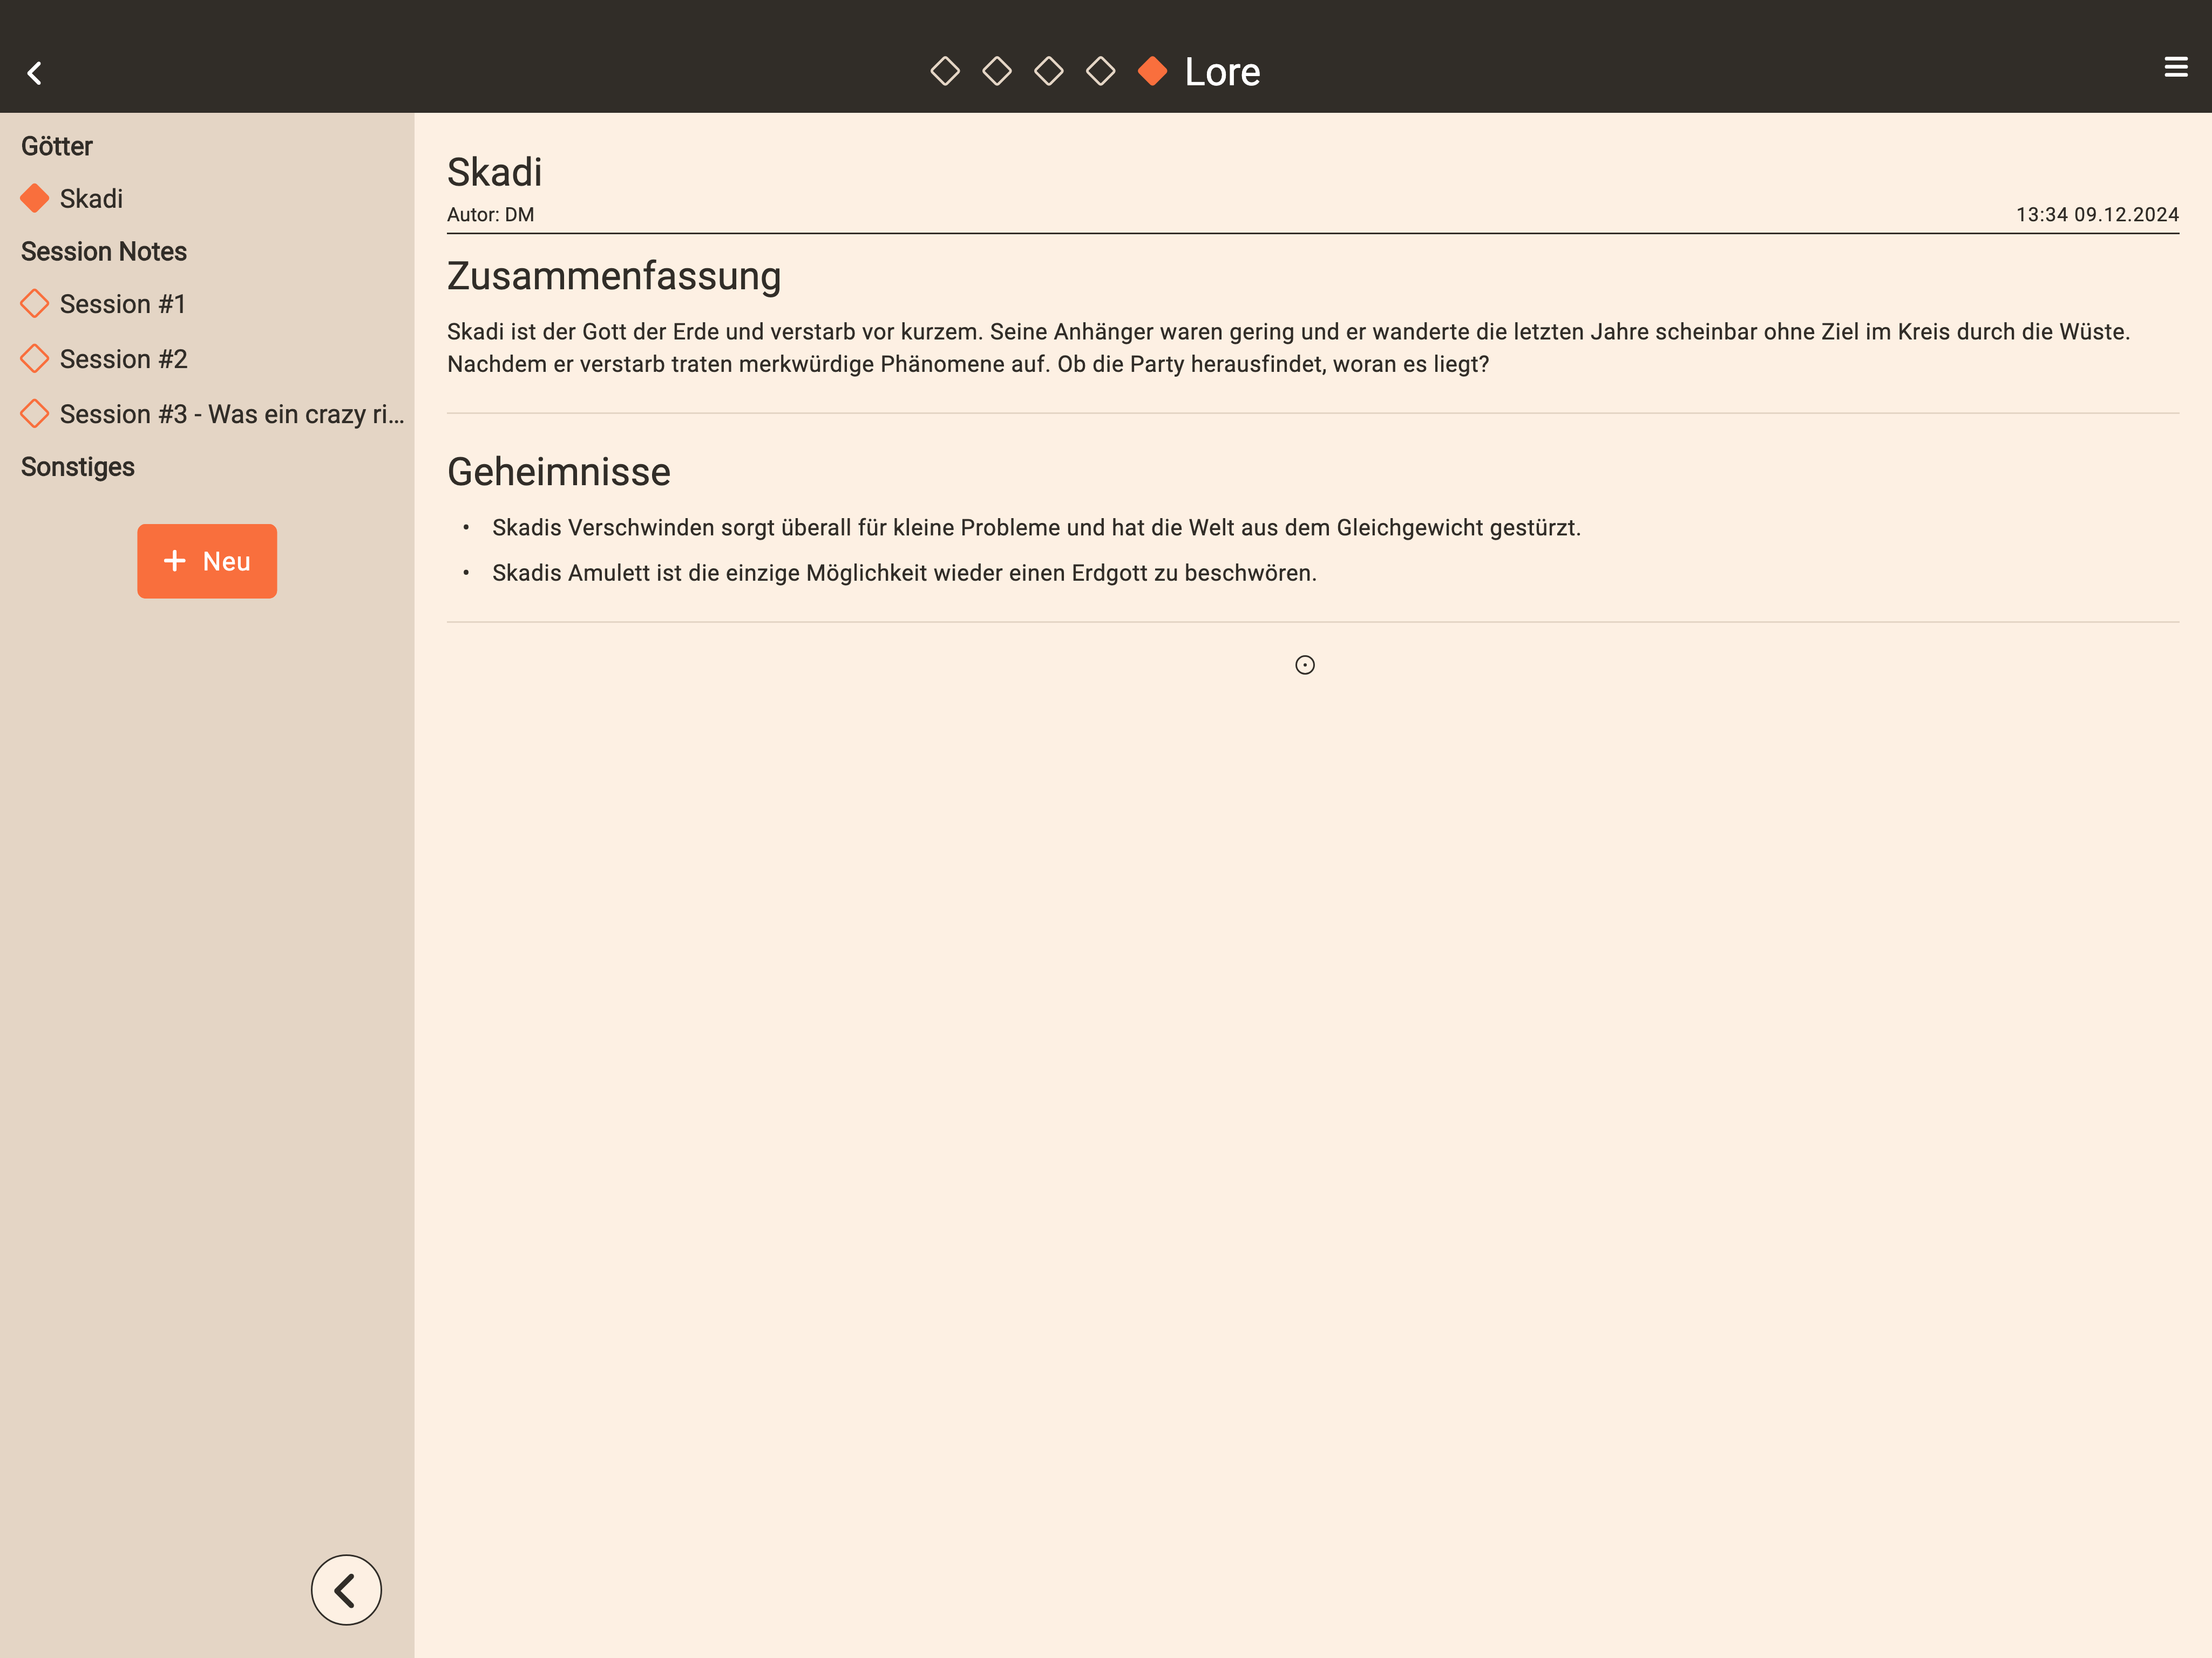 Lore
Götter
Skadi
Session Notes
Session #1
Session #2
Session #3 - Was ein crazy ri...
Sonstiges
+ Neu
Skadi
Autor: DM
13:34 09.12.2024
Zusammenfassung
Skadi ist der Gott der Erde und verstarb vor kurzem. Seine Anhänger waren gering und er wanderte die letzten Jahre scheinbar ohne Ziel im Kreis durch die Wüste.
Nachdem er verstarb traten merkwürdige Phänomene auf. Ob die Party herausfindet, woran es liegt?
Geheimnisse
• Skadis Verschwinden sorgt überall für kleine Probleme und hat die Welt aus dem Gleichgewicht gestürzt.
• Skadis Amulett ist die einzige Möglichkeit wieder einen Erdgott zu beschwören.